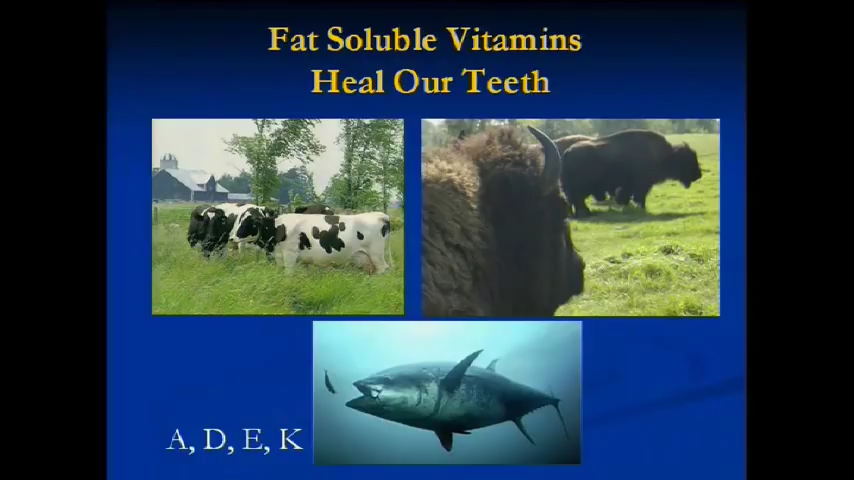 Fat Soluble Vitamins
Heal Our Teeth
A, D, E, K